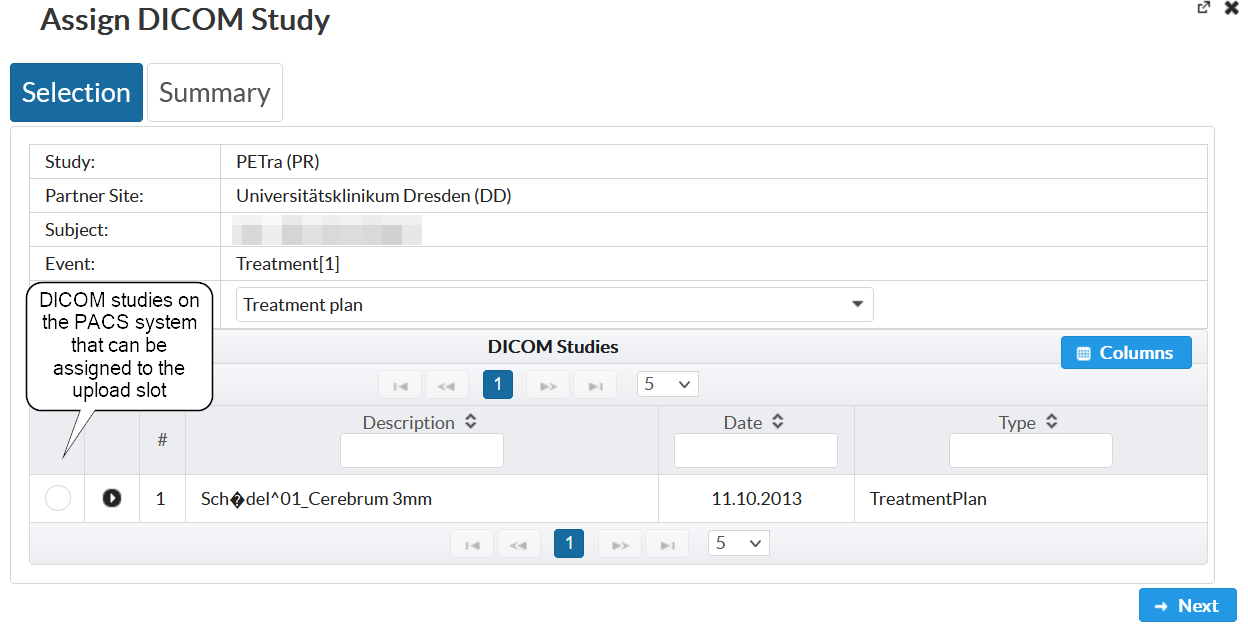 Assign DICOM Study
Selection
Summary
Study: PETra (PR)
Partner Site: Universitätsklinikum Dresden (DD)
Subject:
Event: Treatment[1]
Treatment plan
DICOM studies on
the PACS system
that can be
assigned to the
upload slot
DICOM Studies
Columns
1
5
# Description Date Type
1 Sch�del^01_Cerebrum 3mm 11.10.2013 TreatmentPlan
1
5
Next